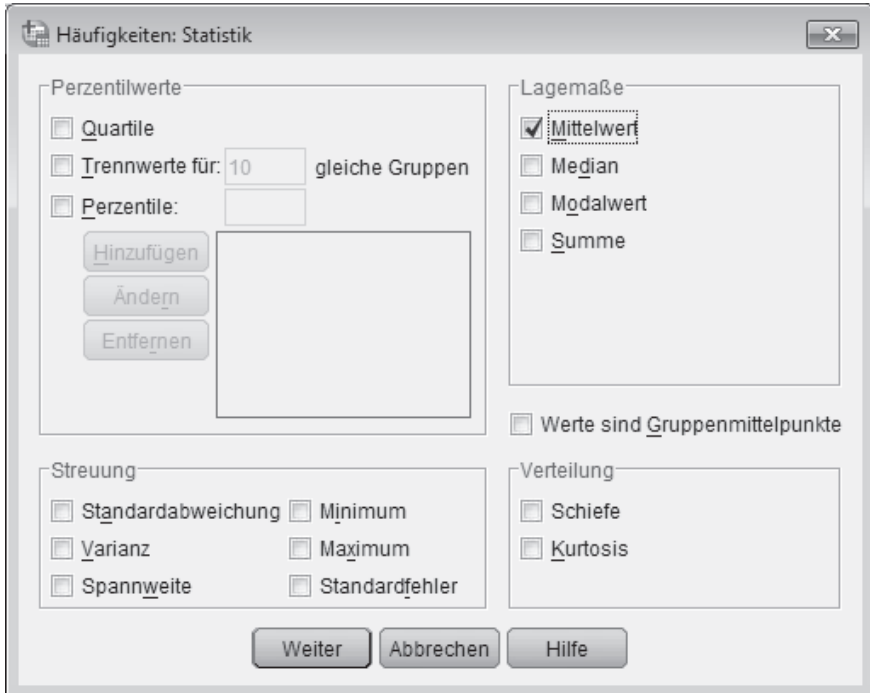 Häufigkeiten: Statistik
Perzentilwerte
Quartile
Trennwerte für: 10 gleiche Gruppen
Perzentile:
Hinzufügen
Ändern
Entfernen
Lagemaße
Mittelwert
Median
Modalwert
Summe
Werte sind Gruppenmittelpunkte
Streuung
Standardabweichung Minimum
Varianz Maximum
Spannweite Standardfehler
Verteilung
Schiefe
Kurtosis
Weiter Abbrechen Hilfe